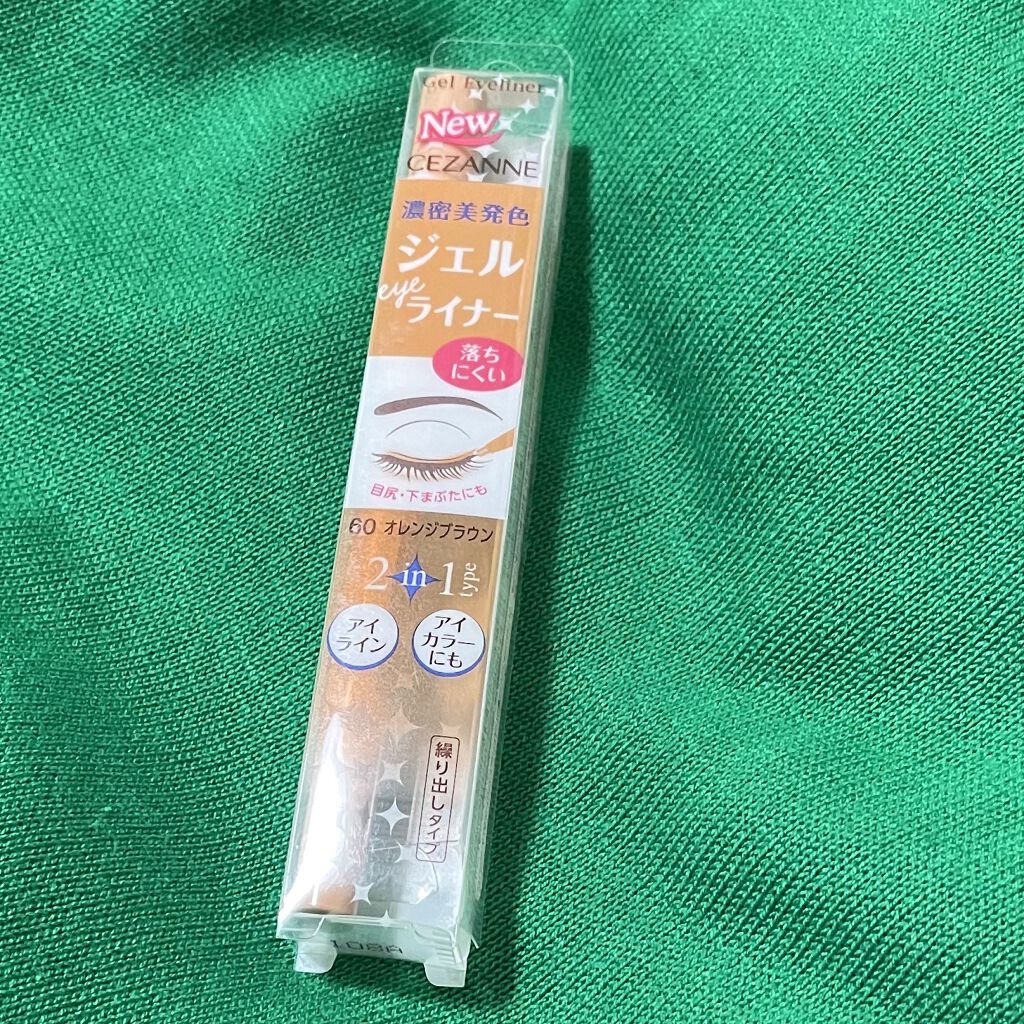 Gel Eyeliner
New
CEZANNE
濃密美発色
ジェル
eye
ライナー
落ち
にくい
目尻・下まぶたにも
60 オレンジブラウン
2 in 1 type
アイ
ライン
アイ
カラー
にも
繰り出しタイプ